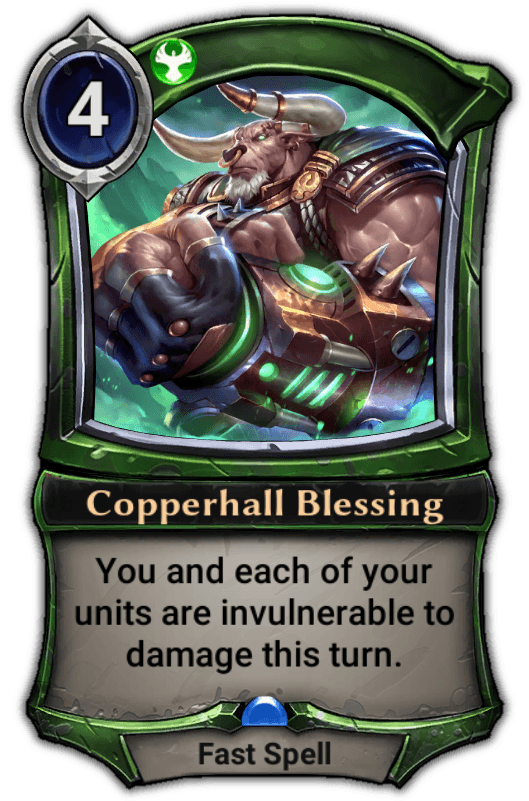 4
Copperhall Blessing
You and each of your
units are invulnerable to
damage this turn.
Fast Spell